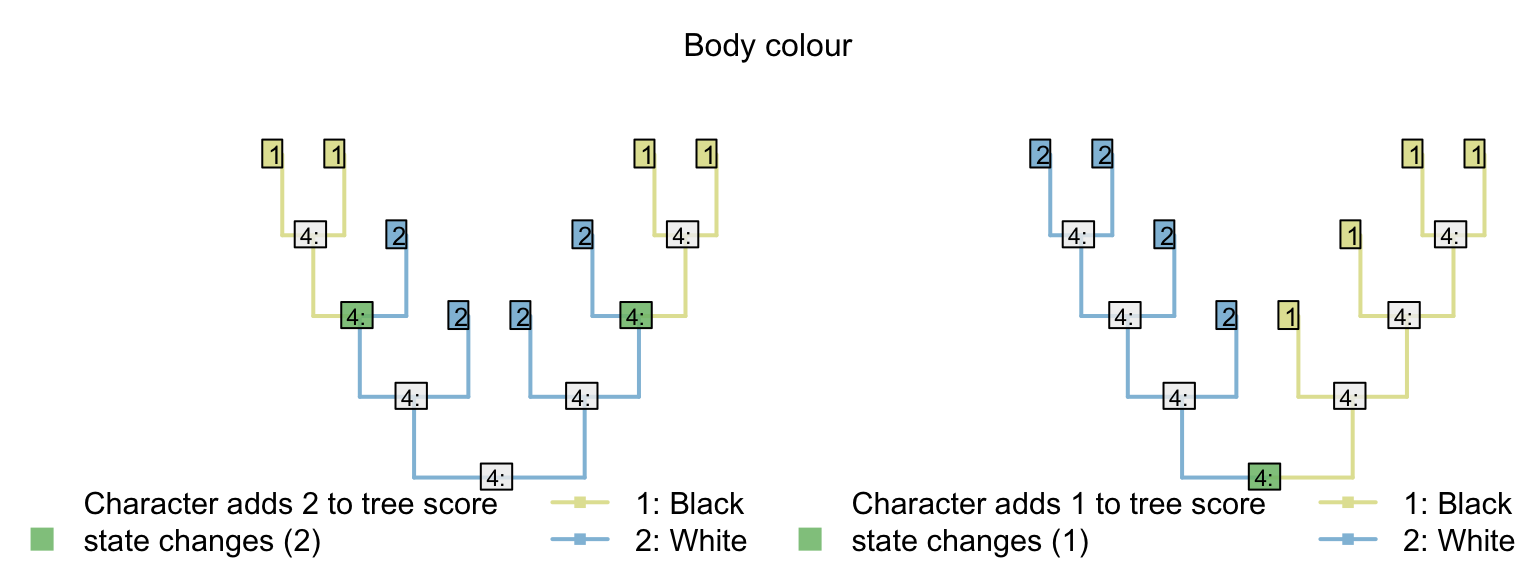 Body colour
1 1 1 1 2 2 1 1
4: 2 2 4: 4: 2 1 4:
4: 2 2 4: 4: 2 1 4:
4: 4: 4: 4:
4: 4:
Character adds 2 to tree score 1: Black Character adds 1 to tree score 1: Black
state changes (2) 2: White state changes (1) 2: White